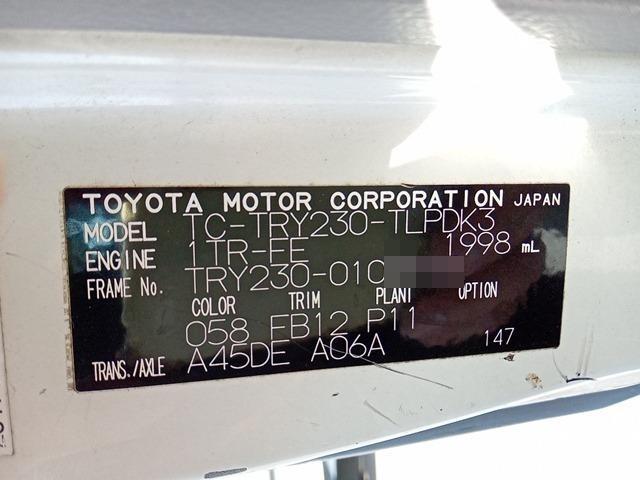 TOYOTA MOTOR CORPORATION JAPAN
MODEL TC-TRY230-TLPDK3
ENGINE 1TR-FE 1998 mL
FRAME No. TRY230-010
COLOR TRIM PLANT OPTION
058 FB12 P11
TRANS./AXLE A45DE A06A 147